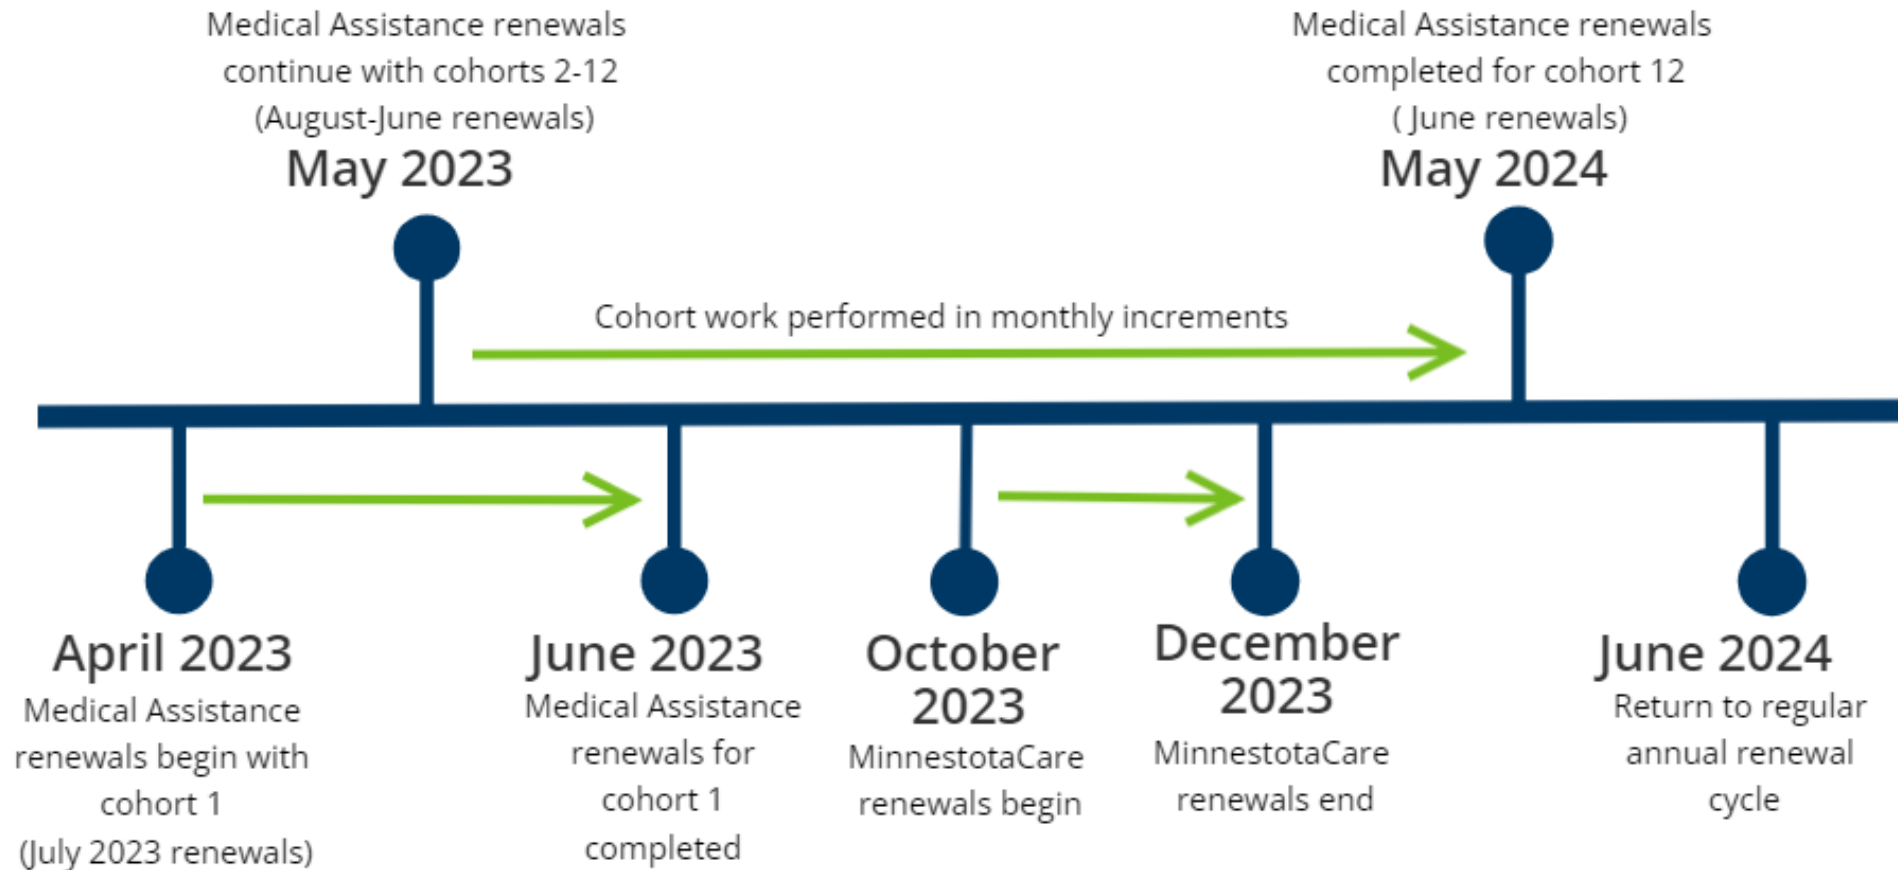 Medical Assistance renewals
continue with cohorts 2-12
(August-June renewals)
May 2023
Medical Assistance renewals
completed for cohort 12
( June renewals)
May 2024
Cohort work performed in monthly increments
April 2023
Medical Assistance
renewals begin with
cohort 1
(July 2023 renewals)
June 2023
Medical Assistance
renewals for
cohort 1
completed
October
2023
MinnestotaCare
renewals begin
December
2023
MinnestotaCare
renewals end
June 2024
Return to regular
annual renewal
cycle